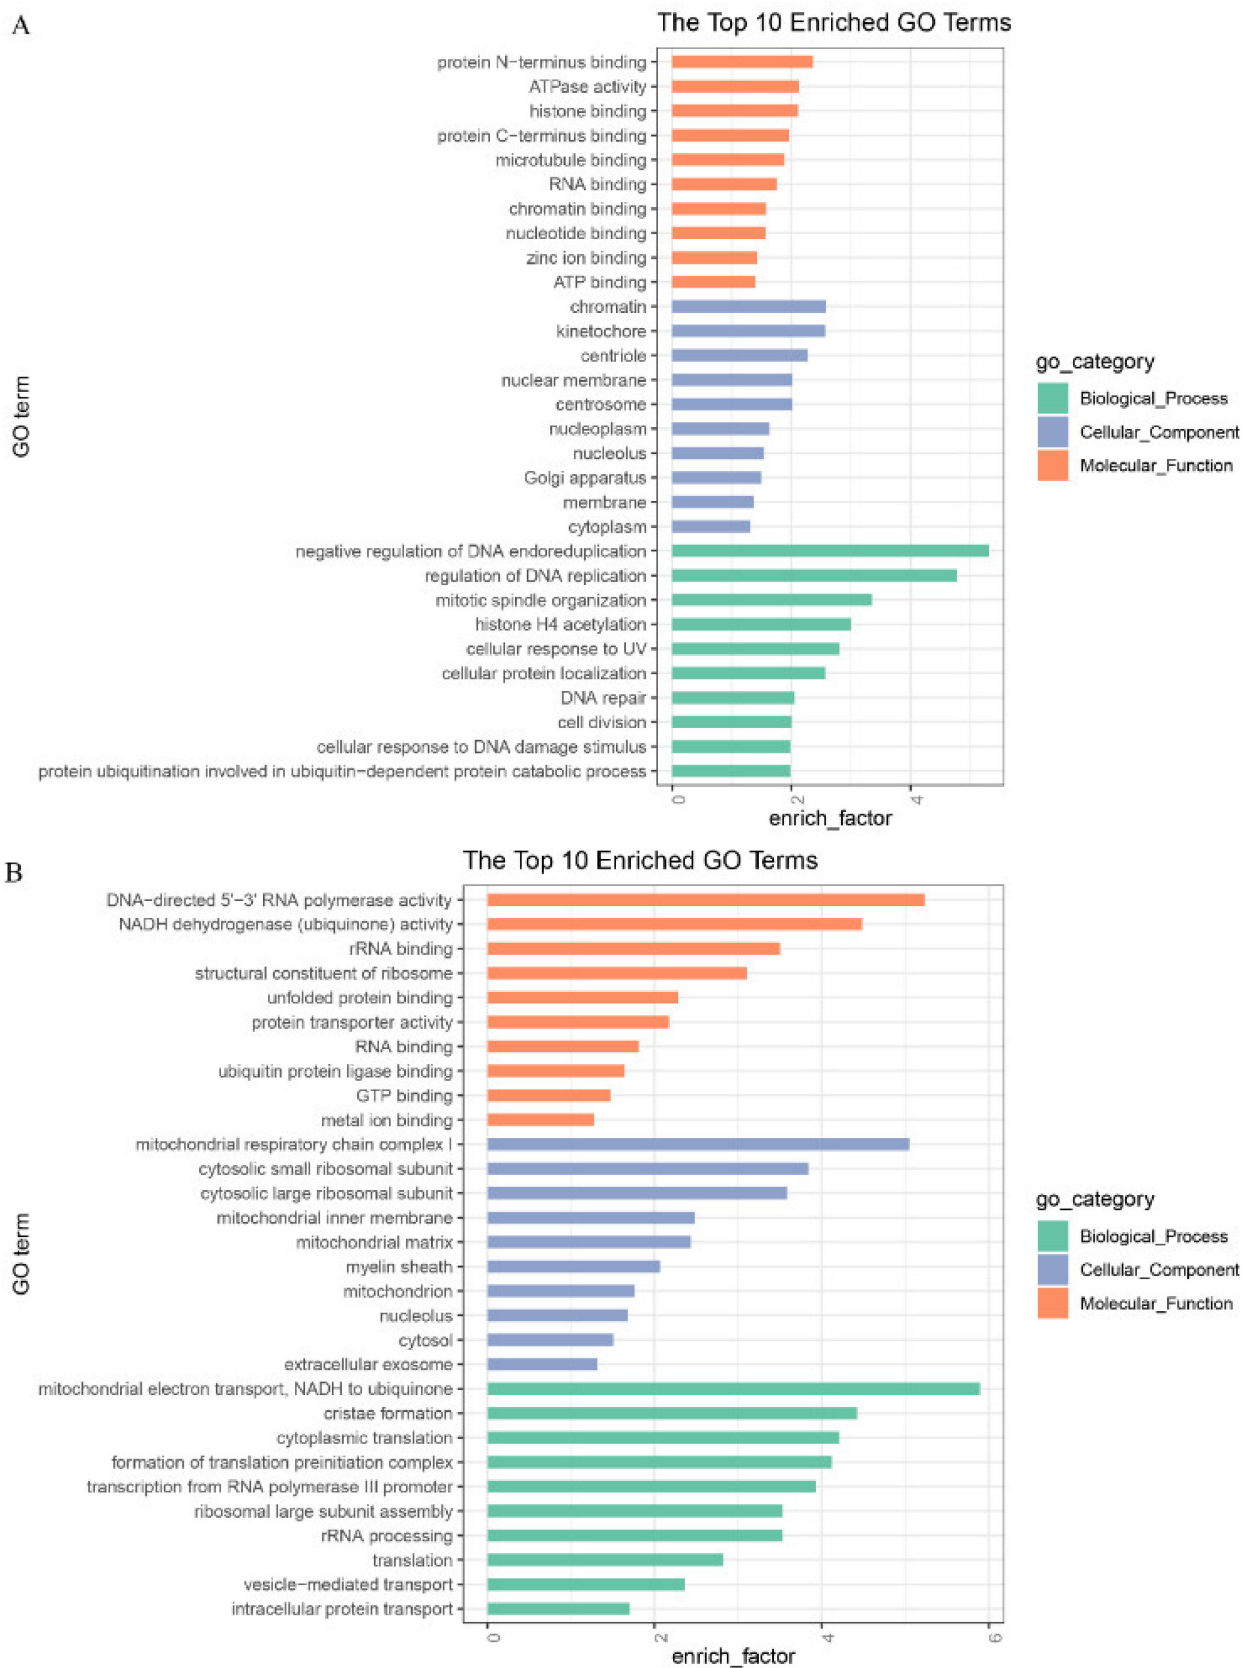 A
The Top 10 Enriched GO Terms
protein N−terminus binding
ATPase activity
histone binding
protein C−terminus binding
microtubule binding
RNA binding
chromatin binding
nucleotide binding
zinc ion binding
ATP binding
chromatin
kinetochore
centriole
nuclear membrane
centrosome
nucleoplasm
nucleolus
Golgi apparatus
membrane
cytoplasm
negative regulation of DNA endoreduplication
regulation of DNA replication
mitotic spindle organization
histone H4 acetylation
cellular response to UV
cellular protein localization
DNA repair
cell division
cellular response to DNA damage stimulus
protein ubiquitination involved in ubiquitin−dependent protein catabolic process
GO term
0
2
4
enrich_factor
go_category
Biological_Process
Cellular_Component
Molecular_Function
B
The Top 10 Enriched GO Terms
DNA−directed 5'−3' RNA polymerase activity
NADH dehydrogenase (ubiquinone) activity
rRNA binding
structural constituent of ribosome
unfolded protein binding
protein transporter activity
RNA binding
ubiquitin protein ligase binding
GTP binding
metal ion binding
mitochondrial respiratory chain complex I
cytosolic small ribosomal subunit
cytosolic large ribosomal subunit
mitochondrial inner membrane
mitochondrial matrix
myelin sheath
mitochondrion
nucleolus
cytosol
extracellular exosome
mitochondrial electron transport, NADH to ubiquinone
cristae formation
cytoplasmic translation
formation of translation preinitiation complex
transcription from RNA polymerase III promoter
ribosomal large subunit assembly
rRNA processing
translation
vesicle−mediated transport
intracellular protein transport
GO term
0
2
4
6
enrich_factor
go_category
Biological_Process
Cellular_Component
Molecular_Function